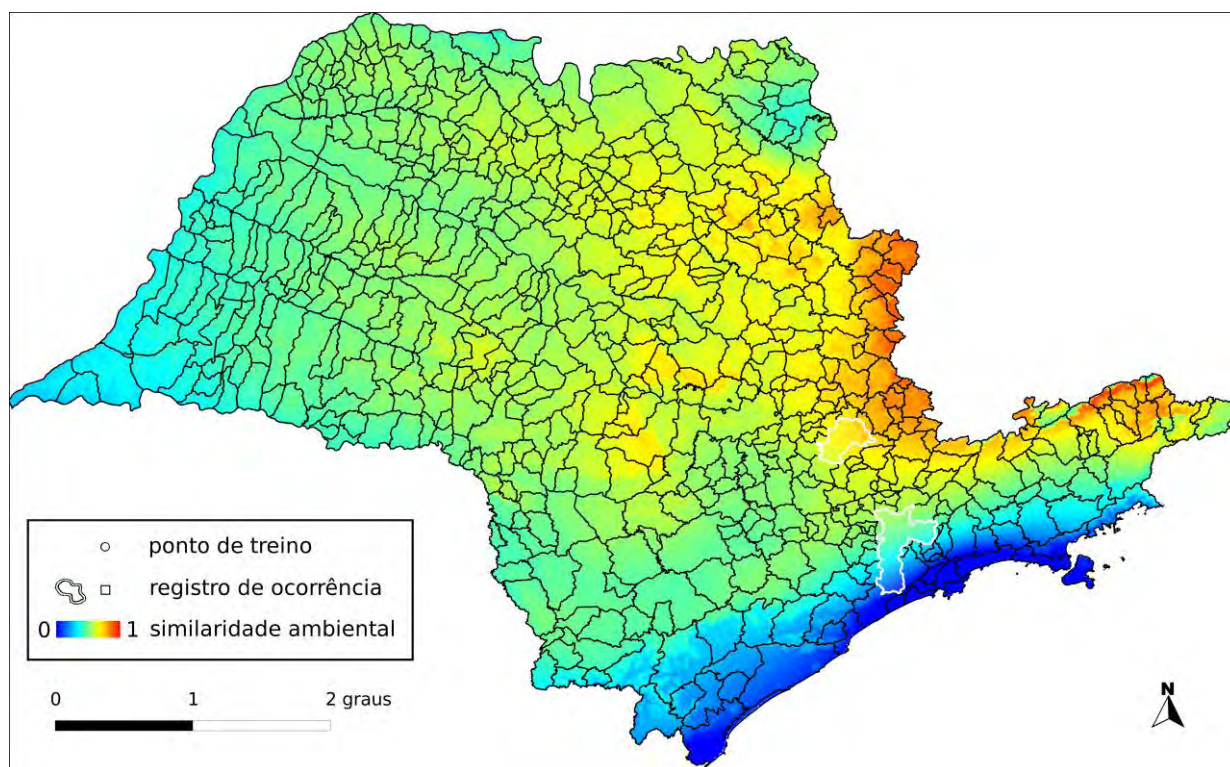 ponto de treino
registro de ocorrência
0 1 similaridade ambiental
0 1 2 graus
N